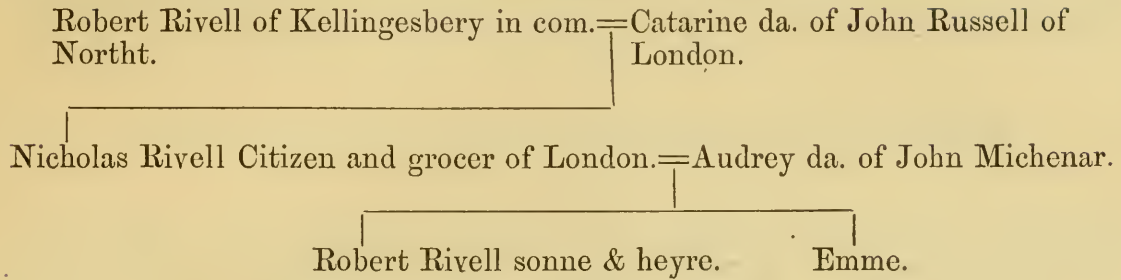 Robert Rivell of Kellingesbery in com.=Catarine da. of John Russell of
Northt. London.
Nicholas Rivell Citizen and grocer of London.=Audrey da. of John Michenar.
Robert Rivell sonne & heyre. Emme.